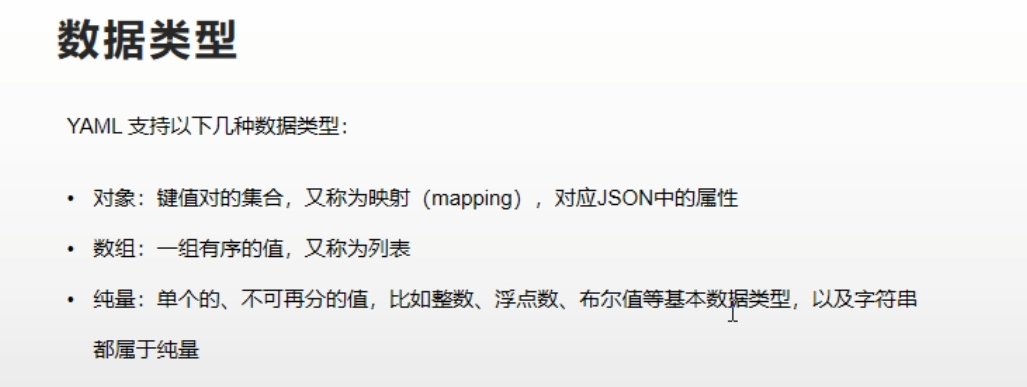 数据类型
YAML 支持以下几种数据类型：
• 对象：键值对的集合，又称为映射（mapping），对应JSON中的属性
• 数组：一组有序的值，又称为列表
• 纯量：单个的、不可再分的值，比如整数、浮点数、布尔值等基本数据类型，以及字符串
都属于纯量